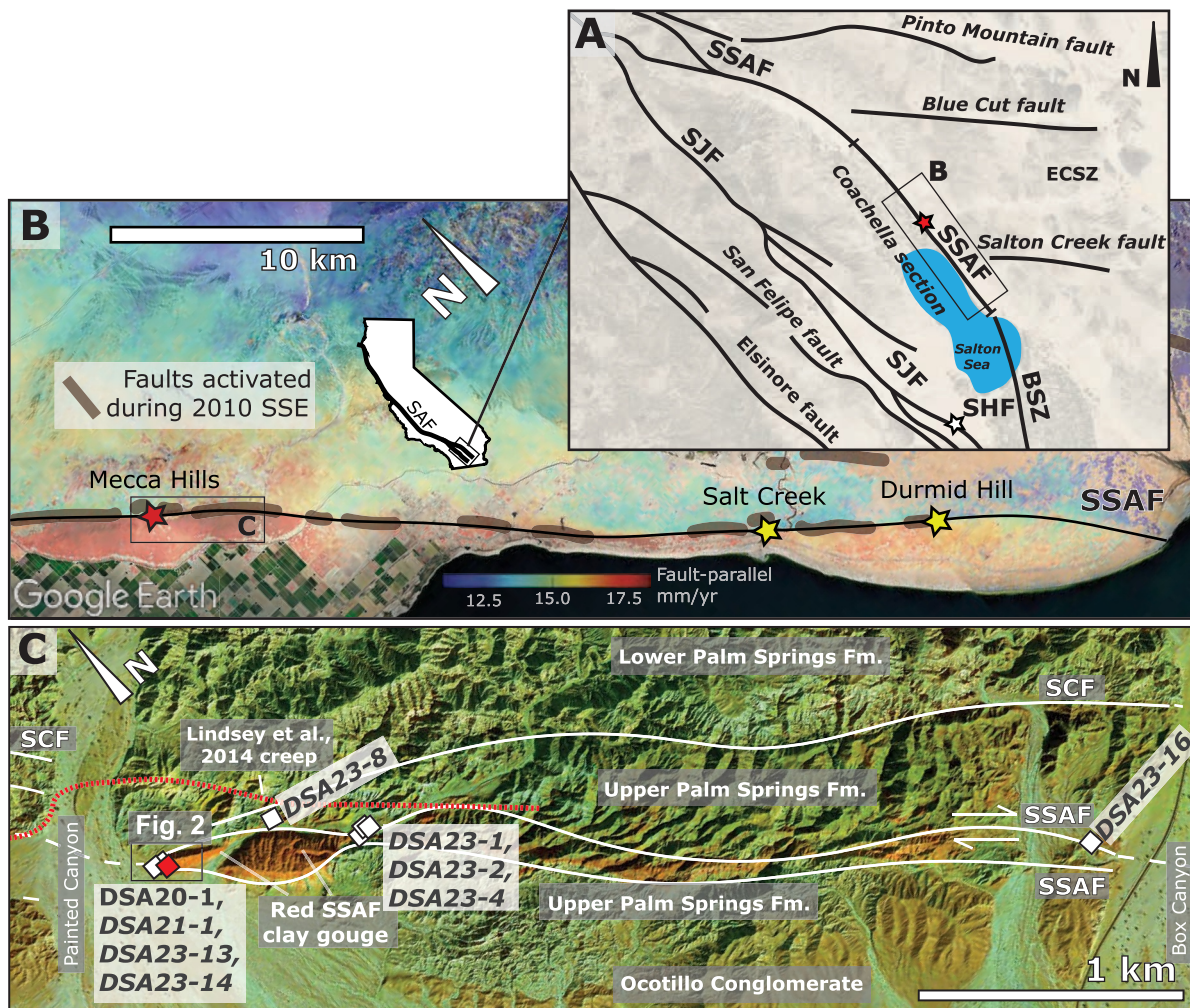 A
Pinto Mountain fault
N
SSAF
Blue Cut fault
SJF
ECSZ
B
Coachella section
SSAF
Salton Creek fault
San Felipe fault
Salton
Sea
Elsinore fault
SJF
SHF
BSZ
B
10 km
N
Faults activated
during 2010 SSE
SAF
Mecca Hills
C
Salt Creek
Durmid Hill
SSAF
Google Earth
Fault-parallel
mm/yr
12.5 15.0 17.5
C
N
Lower Palm Springs Fm.
SCF
SCF
Lindsey et al.,
2014 creep
DSA23-8
Upper Palm Springs Fm.
DSA23-16
SSAF
Fig. 2
DSA23-1,
DSA23-2,
DSA23-4
SSAF
Painted Canyon
DSA20-1,
DSA21-1,
DSA23-13,
DSA23-14
Red SSAF
clay gouge
Upper Palm Springs Fm.
Box Canyon
Ocotillo Conglomerate
1 km